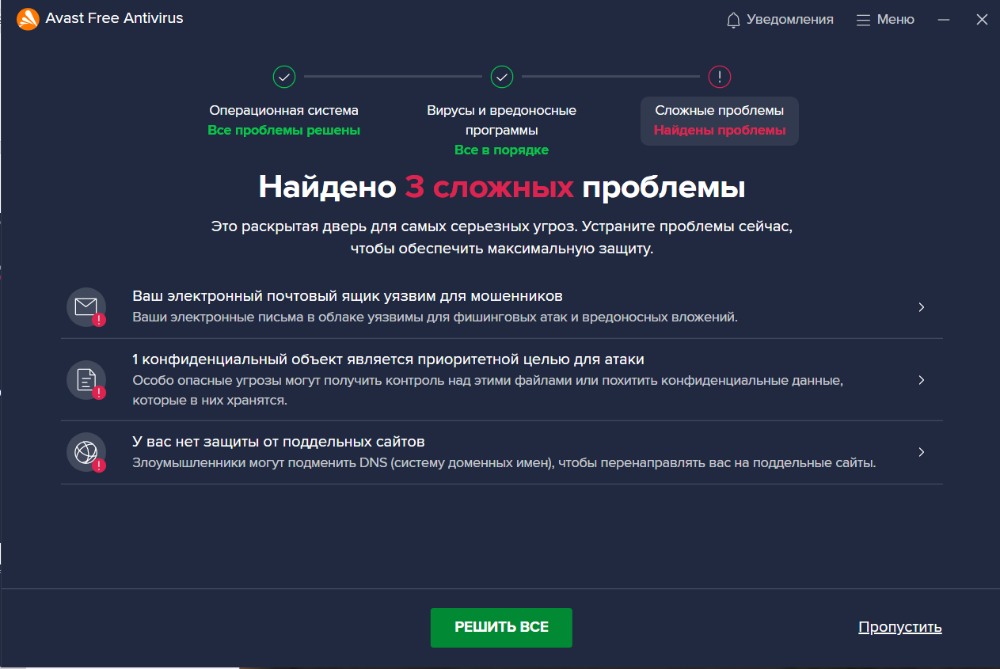 Avast Free Antivirus
Уведомления
Меню
Операционная система
Все проблемы решены
Вирусы и вредоносные
программы
Все в порядке
Сложные проблемы
Найдены проблемы
Найдено 3 сложных проблемы
Это раскрытая дверь для самых серьезных угроз. Устраните проблемы сейчас,
чтобы обеспечить максимальную защиту.
Ваш электронный почтовый ящик уязвим для мошенников
Ваши электронные письма в облаке уязвимы для фишинговых атак и вредоносных вложений.
1 конфиденциальный объект является приоритетной целью для атаки
Особо опасные угрозы могут получить контроль над этими файлами или похитить конфиденциальные данные,
которые в них хранятся.
У вас нет защиты от поддельных сайтов
Злоумышленники могут подменить DNS (систему доменных имен), чтобы перенаправлять вас на поддельные сайты.
РЕШИТЬ ВСЕ
Пропустить